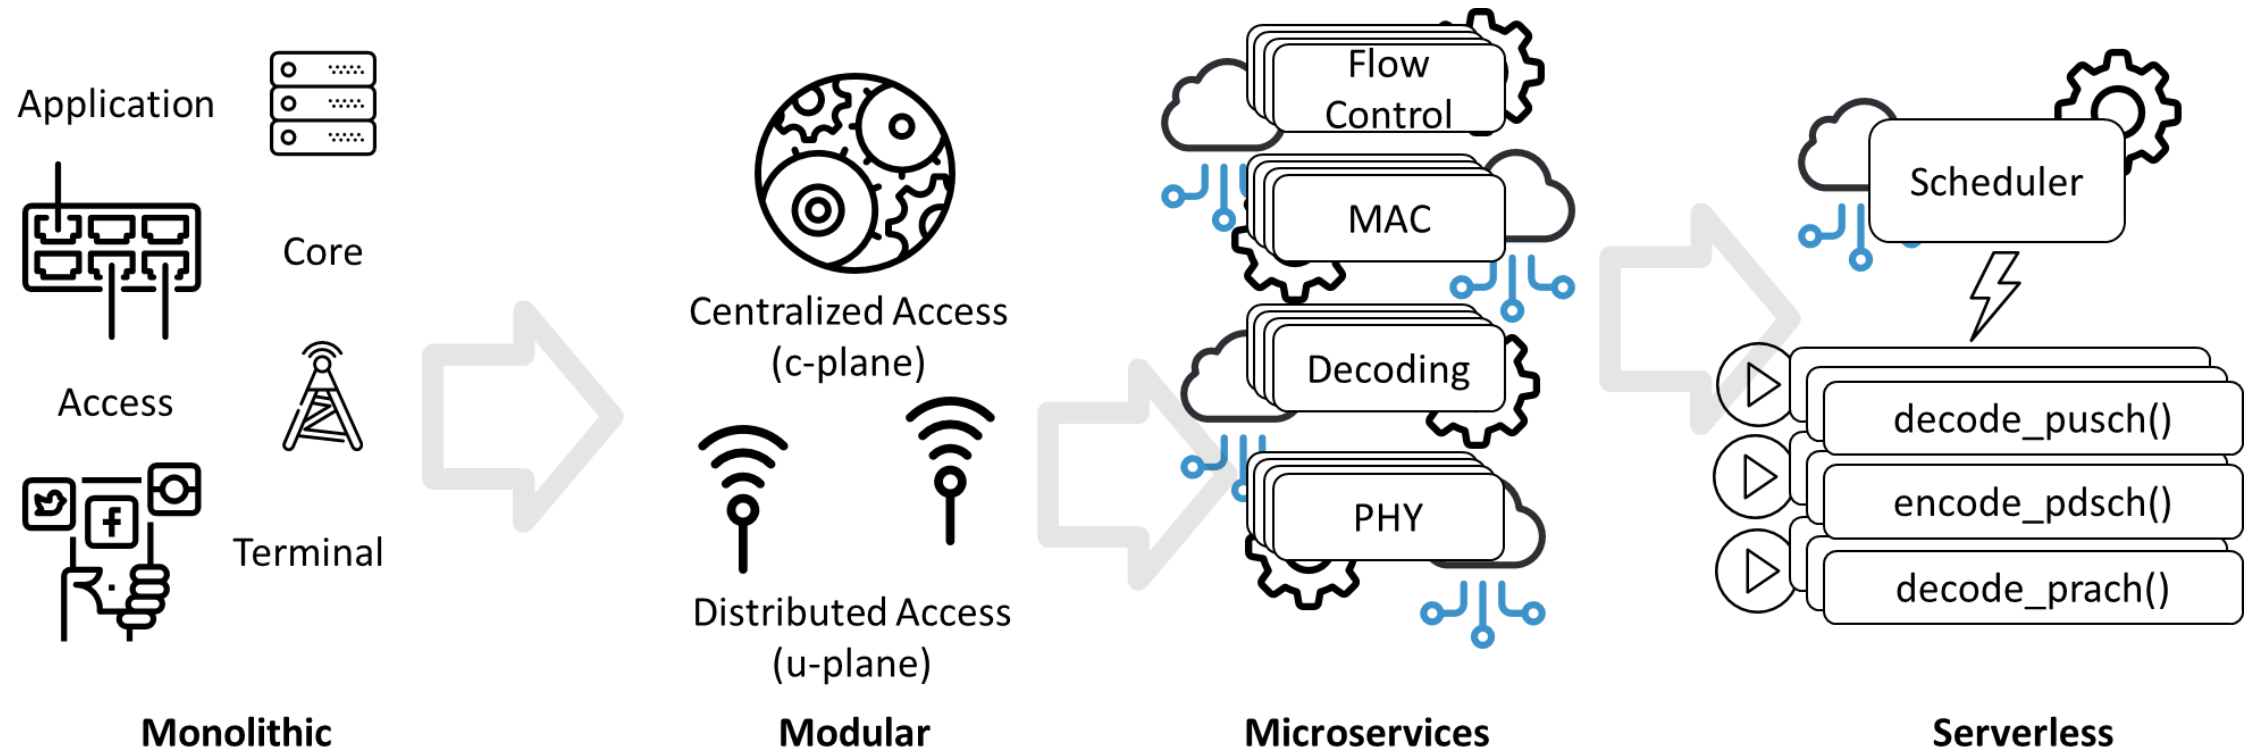 Application
Core
Access
Terminal
Monolithic
Centralized Access
(c-plane)
Distributed Access
(u-plane)
Modular
Flow
Control
MAC
Decoding
PHY
Microservices
Scheduler
decode_pusch()
encode_pdsch()
decode_prach()
Serverless